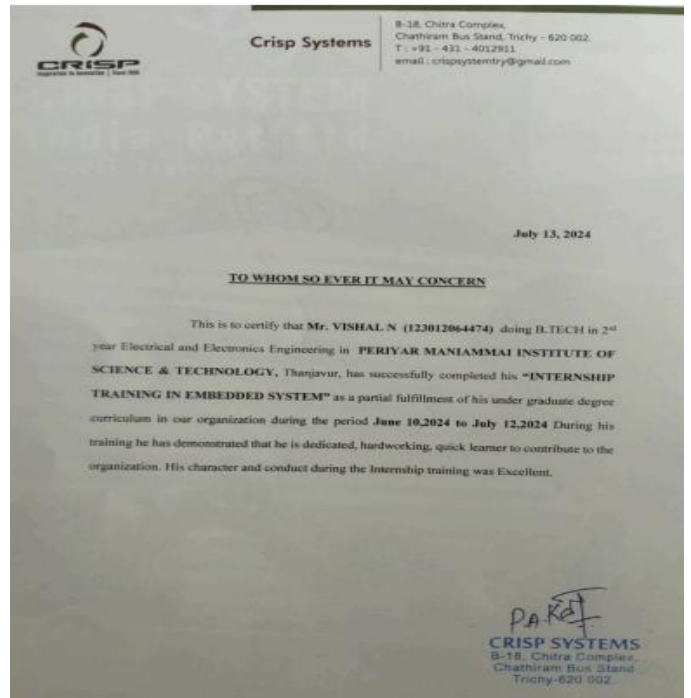 CRISP
Crisp Systems
B-18, Chitra Complex,
Chathiram Bus Stand, Trichy - 620 002.
T : +91 - 431 - 4012911
email : crispsystemtry@gmail.com
July 13, 2024
TO WHOM SO EVER IT MAY CONCERN
This is to certify that Mr. VISHAL N (123012064474) doing B.TECH in 2nd
year Electrical and Electronics Engineering in PERIYAR MANIAMMAI INSTITUTE OF
SCIENCE & TECHNOLOGY, Thanjavur, has successfully completed his “INTERNSHIP
TRAINING IN EMBEDDED SYSTEM” as a partial fulfillment of his under graduate degree
curriculum in our organization during the period June 10,2024 to July 12,2024 During his
training he has demonstrated that he is dedicated, hardworking, quick learner to contribute to the
organization. His character and conduct during the Internship training was Excellent.
CRISP SYSTEMS
B-18, Chitra Complex,
Chathiram Bus Stand
Trichy-620 002.